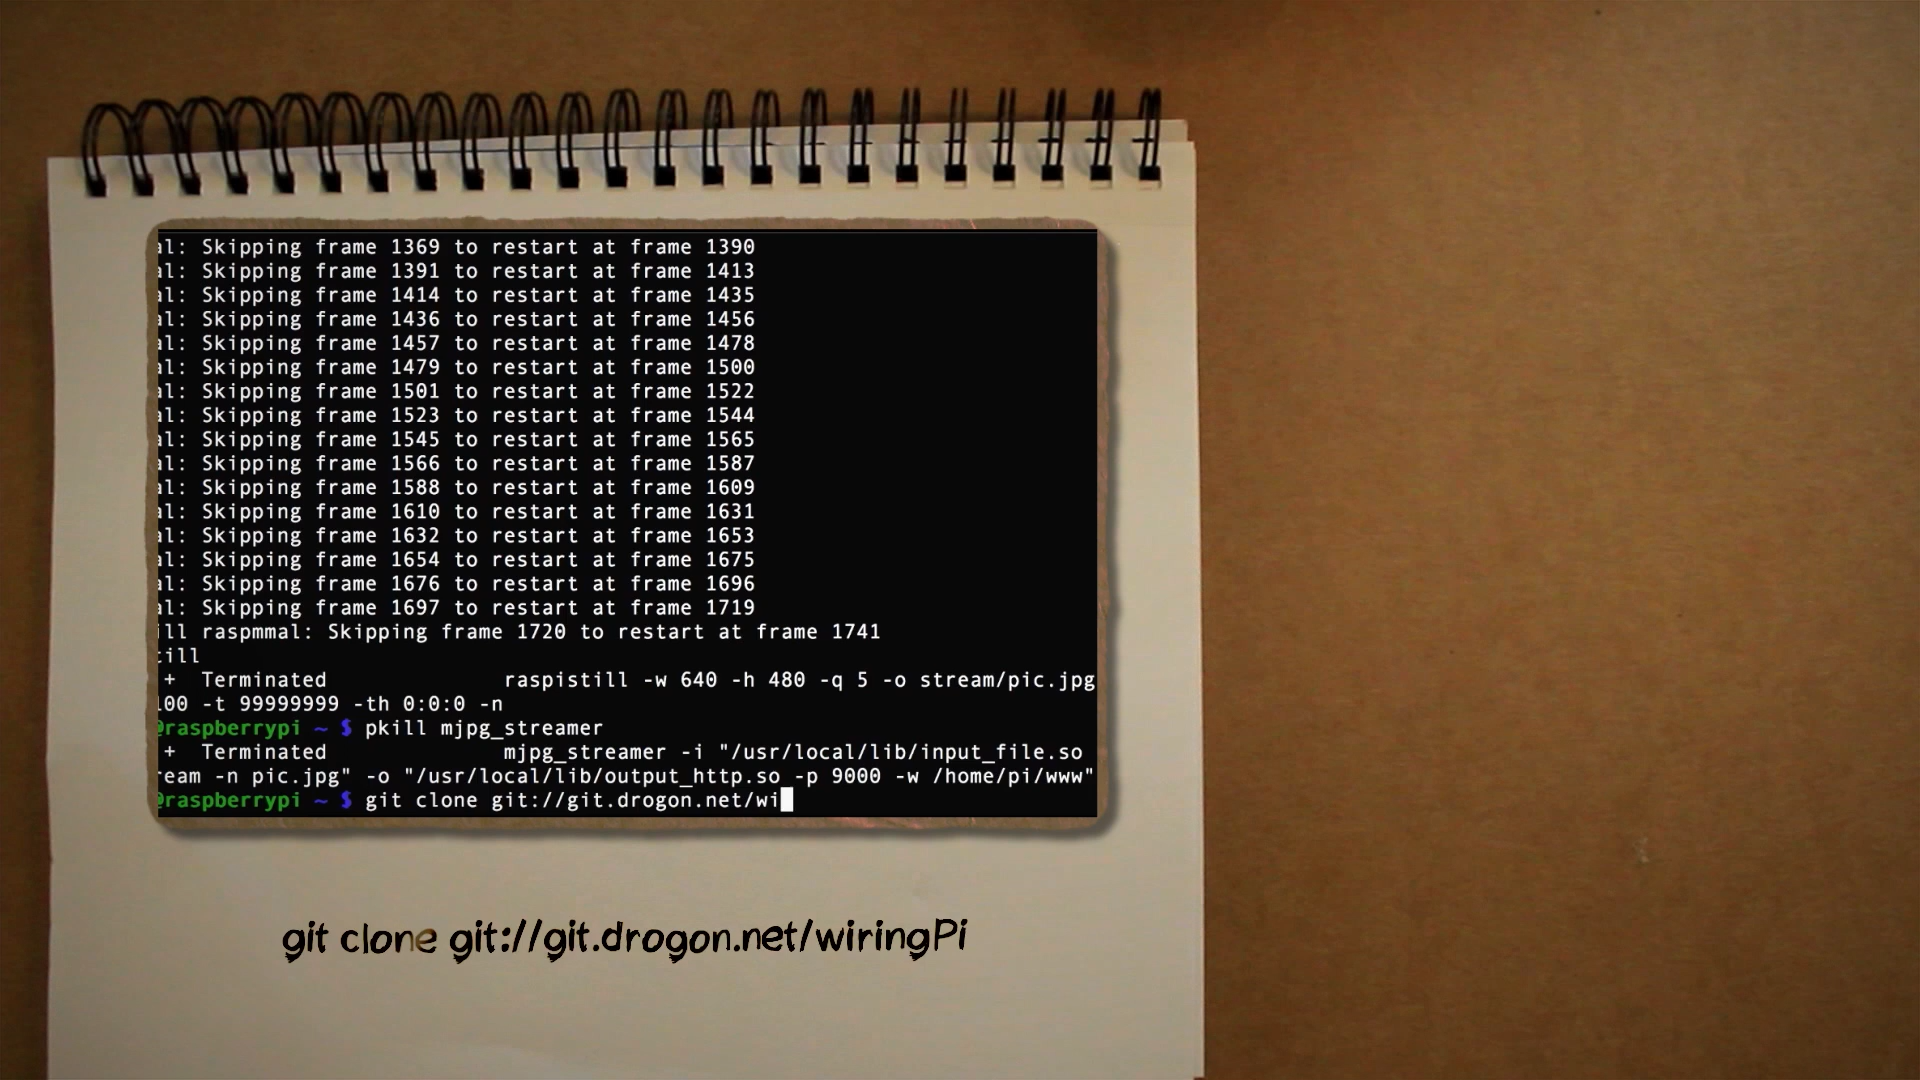 al: Skipping frame 1369 to restart at frame 1390
al: Skipping frame 1391 to restart at frame 1413
al: Skipping frame 1414 to restart at frame 1435
al: Skipping frame 1436 to restart at frame 1456
al: Skipping frame 1457 to restart at frame 1478
al: Skipping frame 1479 to restart at frame 1500
al: Skipping frame 1501 to restart at frame 1522
al: Skipping frame 1523 to restart at frame 1544
al: Skipping frame 1545 to restart at frame 1565
al: Skipping frame 1566 to restart at frame 1587
al: Skipping frame 1588 to restart at frame 1609
al: Skipping frame 1610 to restart at frame 1631
al: Skipping frame 1632 to restart at frame 1653
al: Skipping frame 1654 to restart at frame 1675
al: Skipping frame 1676 to restart at frame 1696
al: Skipping frame 1697 to restart at frame 1719
ill raspmmal: Skipping frame 1720 to restart at frame 1741
till
+ Terminated raspistill -w 640 -h 480 -q 5 -o stream/pic.jpg
100 -t 99999999 -th 0:0:0 -n
@raspberrypi ~ $ pkill mjpg_streamer
+ Terminated mjpg_streamer -i "/usr/local/lib/input_file.so
ream -n pic.jpg" -o "/usr/local/lib/output_http.so -p 9000 -w /home/pi/www"
@raspberrypi ~ $ git clone git://git.drogon.net/wi
git clone git://git.drogon.net/wiringPi